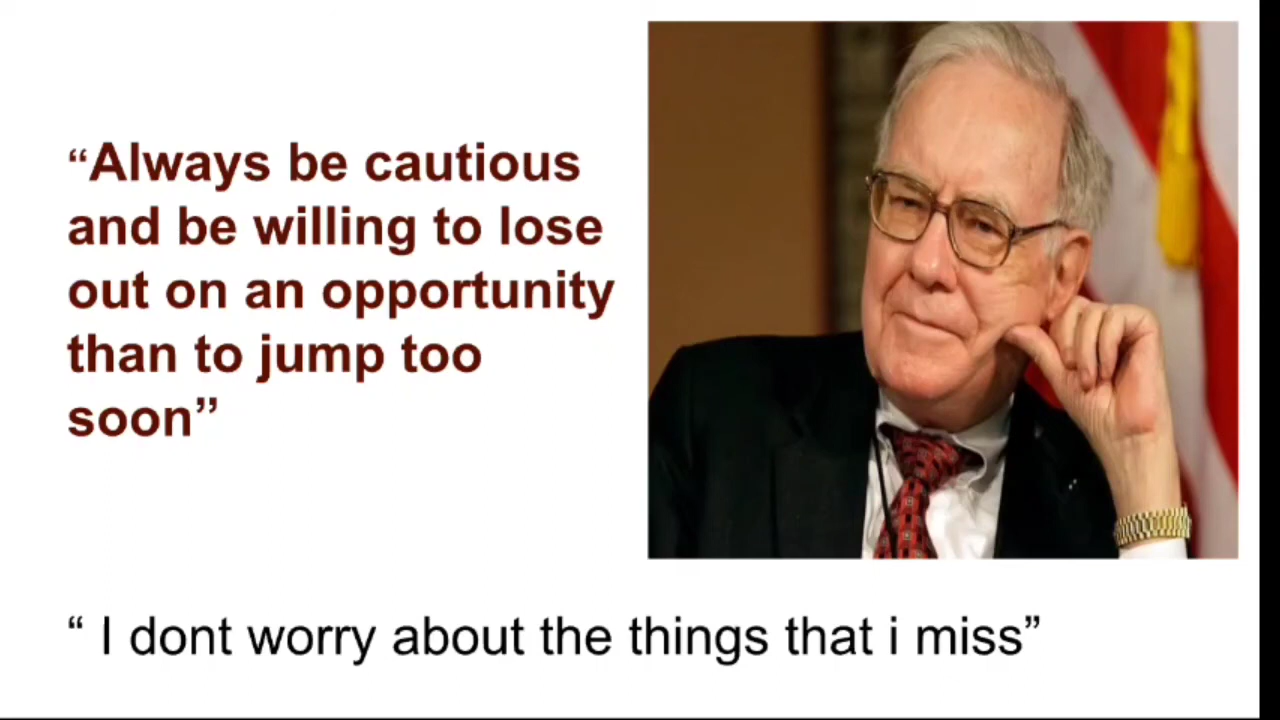 “Always be cautious
and be willing to lose
out on an opportunity
than to jump too
soon”
“ I dont worry about the things that i miss”